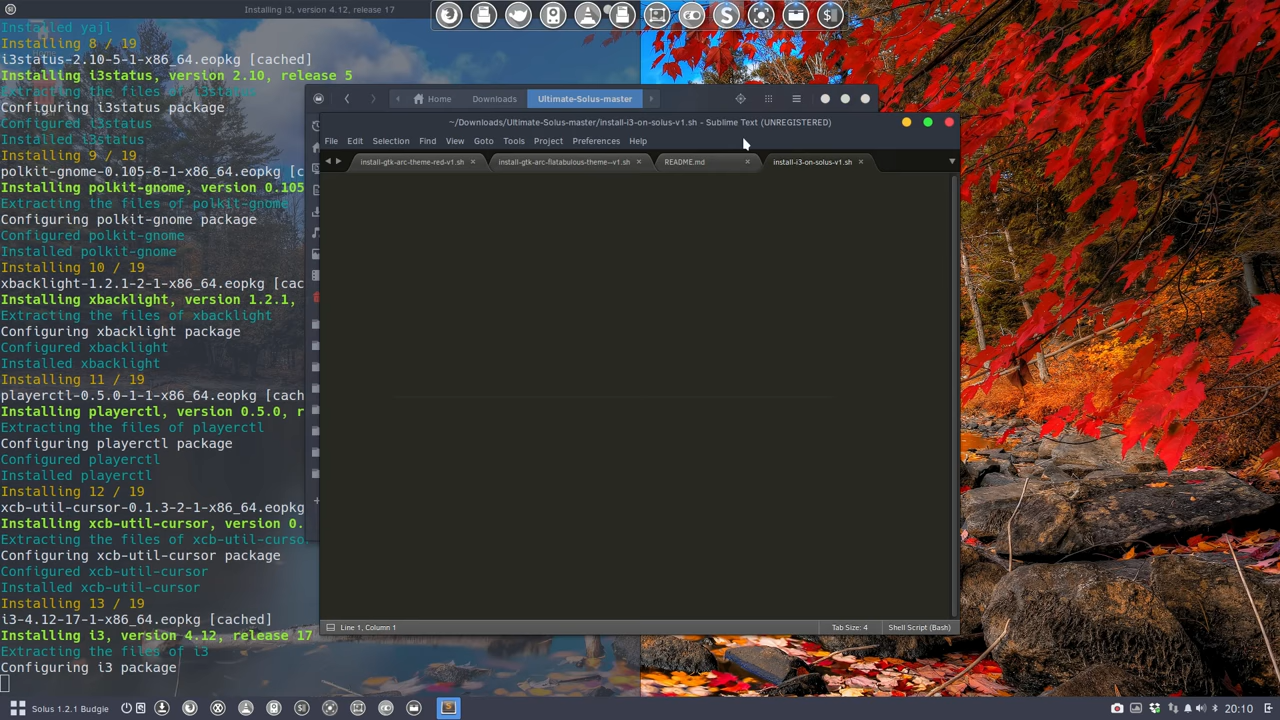 Installing i3, version 4.12, release 17
Installing yajl
Installing 8 / 19
i3status-2.10-5-1-x86_64.eopkg [cached]
Installing i3status, version 2.10, release 5
Extracting the files of i3status
Configuring i3status package
Configured i3status
Installed i3status
Installing 9 / 19
polkit-gnome-0.105-8-1-x86_64.eopkg [c
Installing polkit-gnome, version 0.105
Extracting the files of polkit-gnome
Configuring polkit-gnome package
Configured polkit-gnome
Installed polkit-gnome
Installing 10 / 19
xbacklight-1.2.1-2-1-x86_64.eopkg [cac
Installing xbacklight, version 1.2.1,
Extracting the files of xbacklight
Configuring xbacklight package
Configured xbacklight
Installed xbacklight
Installing 11 / 19
playerctl-0.5.0-1-1-x86_64.eopkg [cach
Installing playerctl, version 0.5.0, r
Extracting the files of playerctl
Configuring playerctl package
Configured playerctl
Installed playerctl
Installing 12 / 19
xcb-util-cursor-0.1.3-2-1-x86_64.eopkg
Installing xcb-util-cursor, version 0.
Extracting the files of xcb-util-curso
Configuring xcb-util-cursor package
Configured xcb-util-cursor
Installed xcb-util-cursor
Installing 13 / 19
i3-4.12-17-1-x86_64.eopkg [cached]
Installing i3, version 4.12, release 17
Extracting the files of i3
Configuring i3 package
Home Downloads Ultimate-Solus-master
~/Downloads/Ultimate-Solus-master/install-i3-on-solus-v1.sh - Sublime Text (UNREGISTERED)
File Edit Selection Find View Goto Tools Project Preferences Help
install-gtk-arc-theme-red-v1.sh install-gtk-arc-flatabulous-theme--v1.sh README.md install-i3-on-solus-v1.sh
Line 1, Column 1 Tab Size: 4 Shell Script (Bash)
Solus 1.2.1 Budgie 20:10